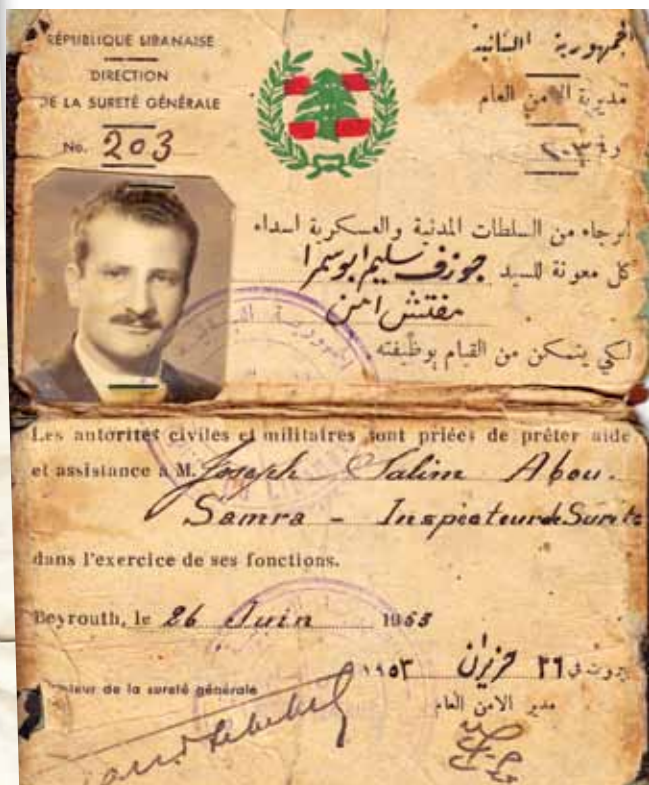 RÉPUBLIQUE LIBANAISE
DIRECTION
DE LA SURETÉ GÉNÉRALE
No. 203
الجمهورية اللبنانية
مديرية الامن العام
رقم ٢٠٣
الرجاء من السلطات المدنية والعسكرية اسداء
كل معونة للسيد جوزف سليم ابو سمرا
مفتش امن
لكي يتمكن من القيام بوظيفته
Les autorités civiles et militaires sont priées de prêter aide
et assistance à M. Joseph Salim Abou-
Samra - Inspecteur de Sureté
dans l'exercice de ses fonctions.
Beyrouth, le 26 Juin 1953
بيروت في ٢٦ حزيران ١٩٥٣
de la sureté générale
مدير الامن العام